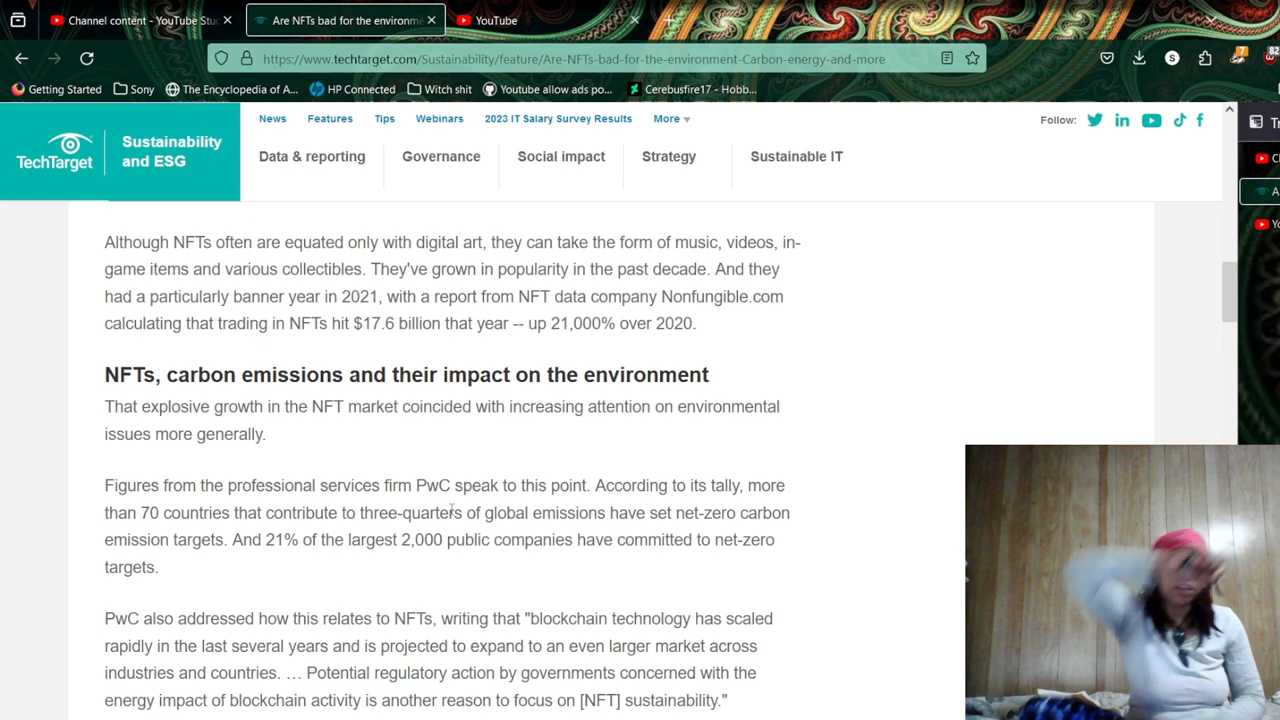 Channel content - YouTube Stu
Are NFTs bad for the environme
YouTube
https://www.techtarget.com/Sustainability/feature/Are-NFTs-bad-for-the-environment-Carbon-energy-and-more
S
7
82
Getting Started
Sony
The Encyclopedia of A...
HP Connected
Witch shit
Youtube allow ads po...
Cerebusfire17 - Hobb...
TechTarget
Sustainability
and ESG
News
Features
Tips
Webinars
2023 IT Salary Survey Results
More
Follow:
Data & reporting
Governance
Social impact
Strategy
Sustainable IT
Although NFTs often are equated only with digital art, they can take the form of music, videos, in-
game items and various collectibles. They've grown in popularity in the past decade. And they
had a particularly banner year in 2021, with a report from NFT data company Nonfungible.com
calculating that trading in NFTs hit $17.6 billion that year -- up 21,000% over 2020.
NFTs, carbon emissions and their impact on the environment
That explosive growth in the NFT market coincided with increasing attention on environmental
issues more generally.
Figures from the professional services firm PwC speak to this point. According to its tally, more
than 70 countries that contribute to three-quarters of global emissions have set net-zero carbon
emission targets. And 21% of the largest 2,000 public companies have committed to net-zero
targets.
PwC also addressed how this relates to NFTs, writing that "blockchain technology has scaled
rapidly in the last several years and is projected to expand to an even larger market across
industries and countries. … Potential regulatory action by governments concerned with the
energy impact of blockchain activity is another reason to focus on [NFT] sustainability."